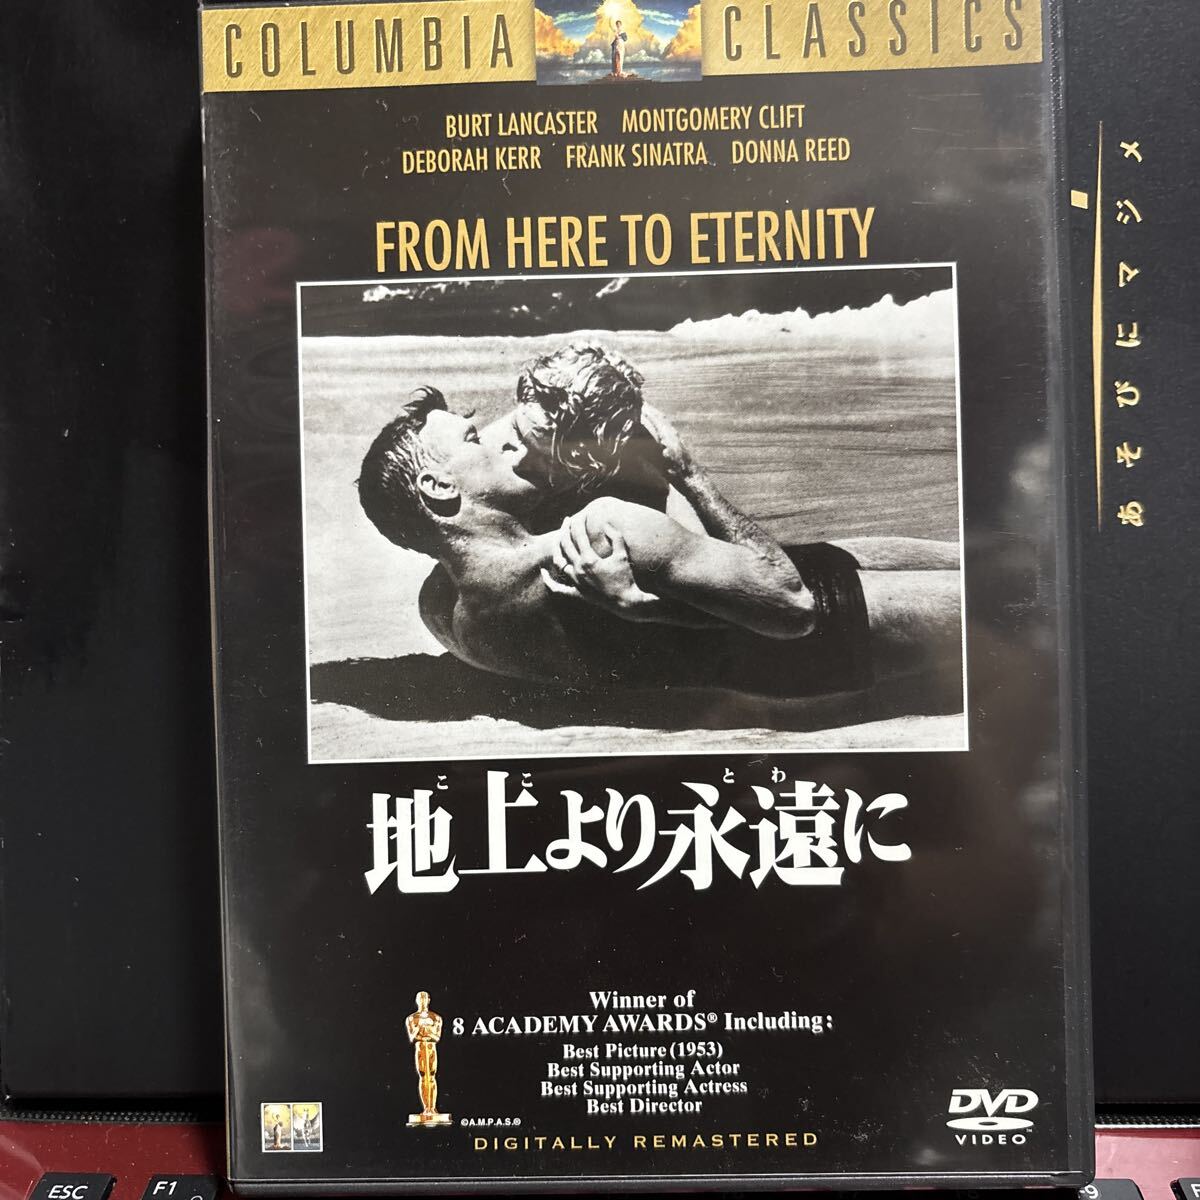 COLUMBIA CLASSICS
BURT LANCASTER MONTGOMERY CLIFT
DEBORAH KERR FRANK SINATRA DONNA REED
FROM HERE TO ETERNITY
ここ とわ
地上より永遠に
Winner of
8 ACADEMY AWARDS® Including:
Best Picture (1953)
Best Supporting Actor
Best Supporting Actress
Best Director
©A.M.P.A.S.®
DIGITALLY REMASTERED
DVD
VIDEO
あそびにマジメ
ESC
F1